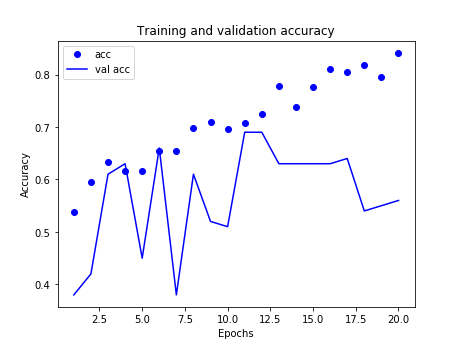 Training and validation accuracy
acc
val acc
0.8
0.7
0.6
0.5
0.4
Accuracy
2.5 5.0 7.5 10.0 12.5 15.0 17.5 20.0
Epochs